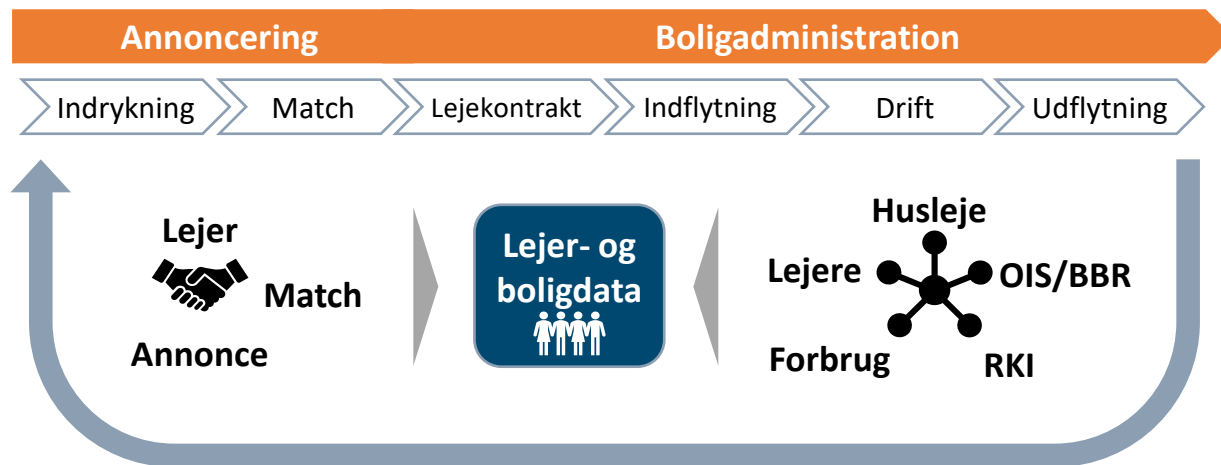 Annoncering
Boligadministration
Indrykning
Match
Lejekontrakt
Indflytning
Drift
Udflytning
Lejer
Match
Annonce
Lejer- og
boligdata
Husleje
Lejere
OIS/BBR
Forbrug
RKI